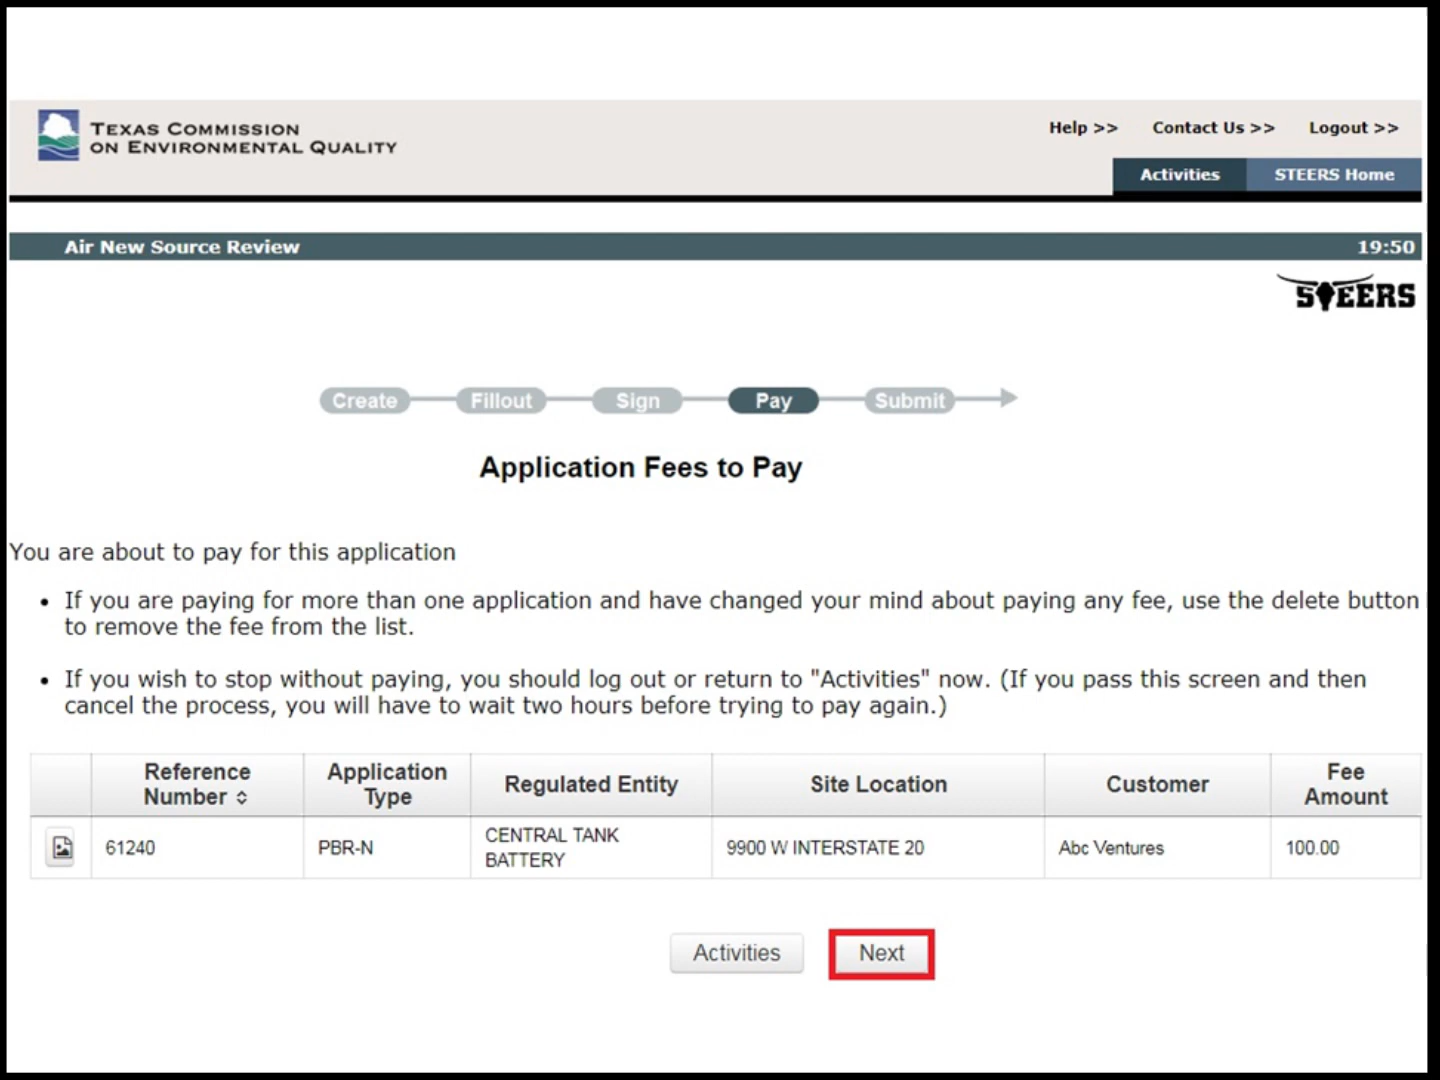 TEXAS COMMISSION
ON ENVIRONMENTAL QUALITY
Help >> Contact Us >> Logout >>
Activities STEERS Home
Air New Source Review 19:50
STEERS
Create Fillout Sign Pay Submit
Application Fees to Pay
You are about to pay for this application
• If you are paying for more than one application and have changed your mind about paying any fee, use the delete button
to remove the fee from the list.
• If you wish to stop without paying, you should log out or return to "Activities" now. (If you pass this screen and then
cancel the process, you will have to wait two hours before trying to pay again.)
Reference Number Application Type Regulated Entity Site Location Customer Fee Amount
61240 PBR-N CENTRAL TANK BATTERY 9900 W INTERSTATE 20 Abc Ventures 100.00
Activities Next